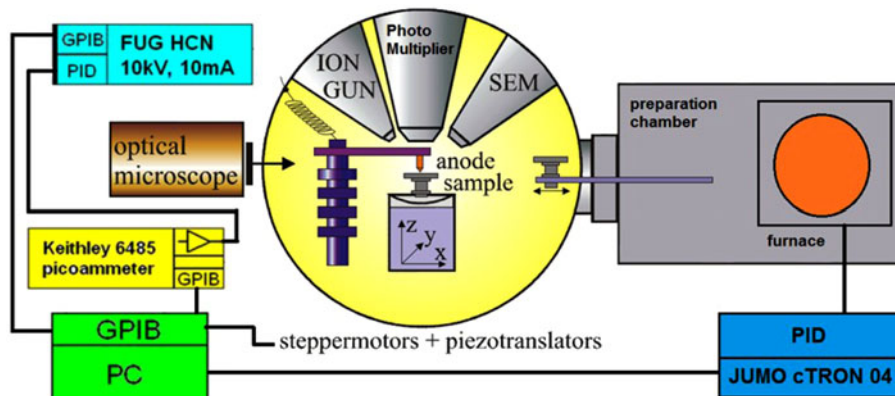 GPIB
PID
FUG HCN
10kV, 10mA
ION
GUN
Photo
Multiplier
SEM
preparation
chamber
optical
microscope
anode
sample
z
y
x
furnace
Keithley 6485
picoammeter
GPIB
GPIB
PC
steppermotors + piezotranslators
PID
JUMO cTRON 04